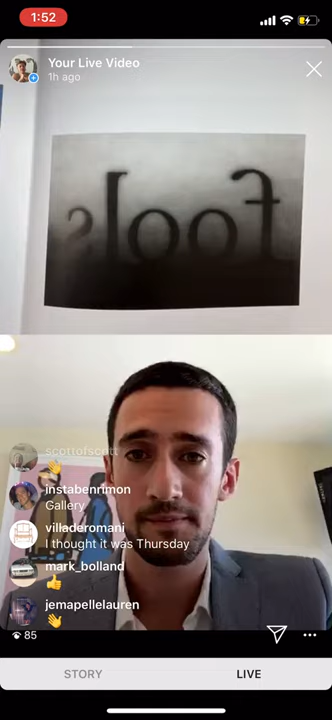 1:52
Your Live Video
1h ago
fools
scottofscott
👋
instabenrimon
Gallery
villaderomani
I thought it was Thursday
mark_bolland
👍
jemapellelauren
👋
85
STORY
LIVE